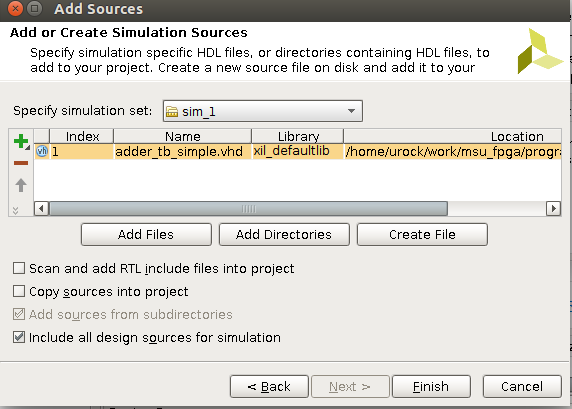 Add Sources
Add or Create Simulation Sources
Specify simulation specific HDL files, or directories containing HDL files, to
add to your project. Create a new source file on disk and add it to your
Specify simulation set: sim_1
Index Name Library Location
vh 1 adder_tb_simple.vhd xil_defaultlib /home/urock/work/msu_fpga/progra
Add Files Add Directories Create File
Scan and add RTL include files into project
Copy sources into project
Add sources from subdirectories
Include all design sources for simulation
< Back Next > Finish Cancel